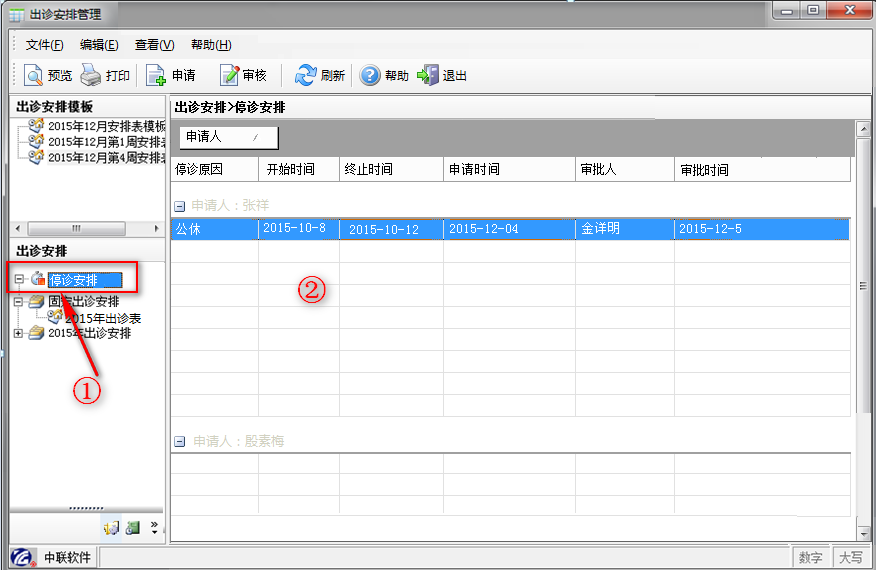 出诊安排管理
文件(F) 编辑(E) 查看(V) 帮助(H)
预览 打印 申请 审核 刷新 帮助 退出
出诊安排模板
2015年12月安排表模板
2015年12月第1周安排表
2015年12月第4周安排表
出诊安排
停诊安排
固定出诊安排
2015年出诊表
2015年出诊安排
①
出诊安排>停诊安排
申请人 /
停诊原因 开始时间 终止时间 申请时间 审批人 审批时间
申请人：张祥
公休 2015-10-8 2015-10-12 2015-12-04 金详明 2015-12-5
②
申请人：殷素梅
中联软件 数字 大写